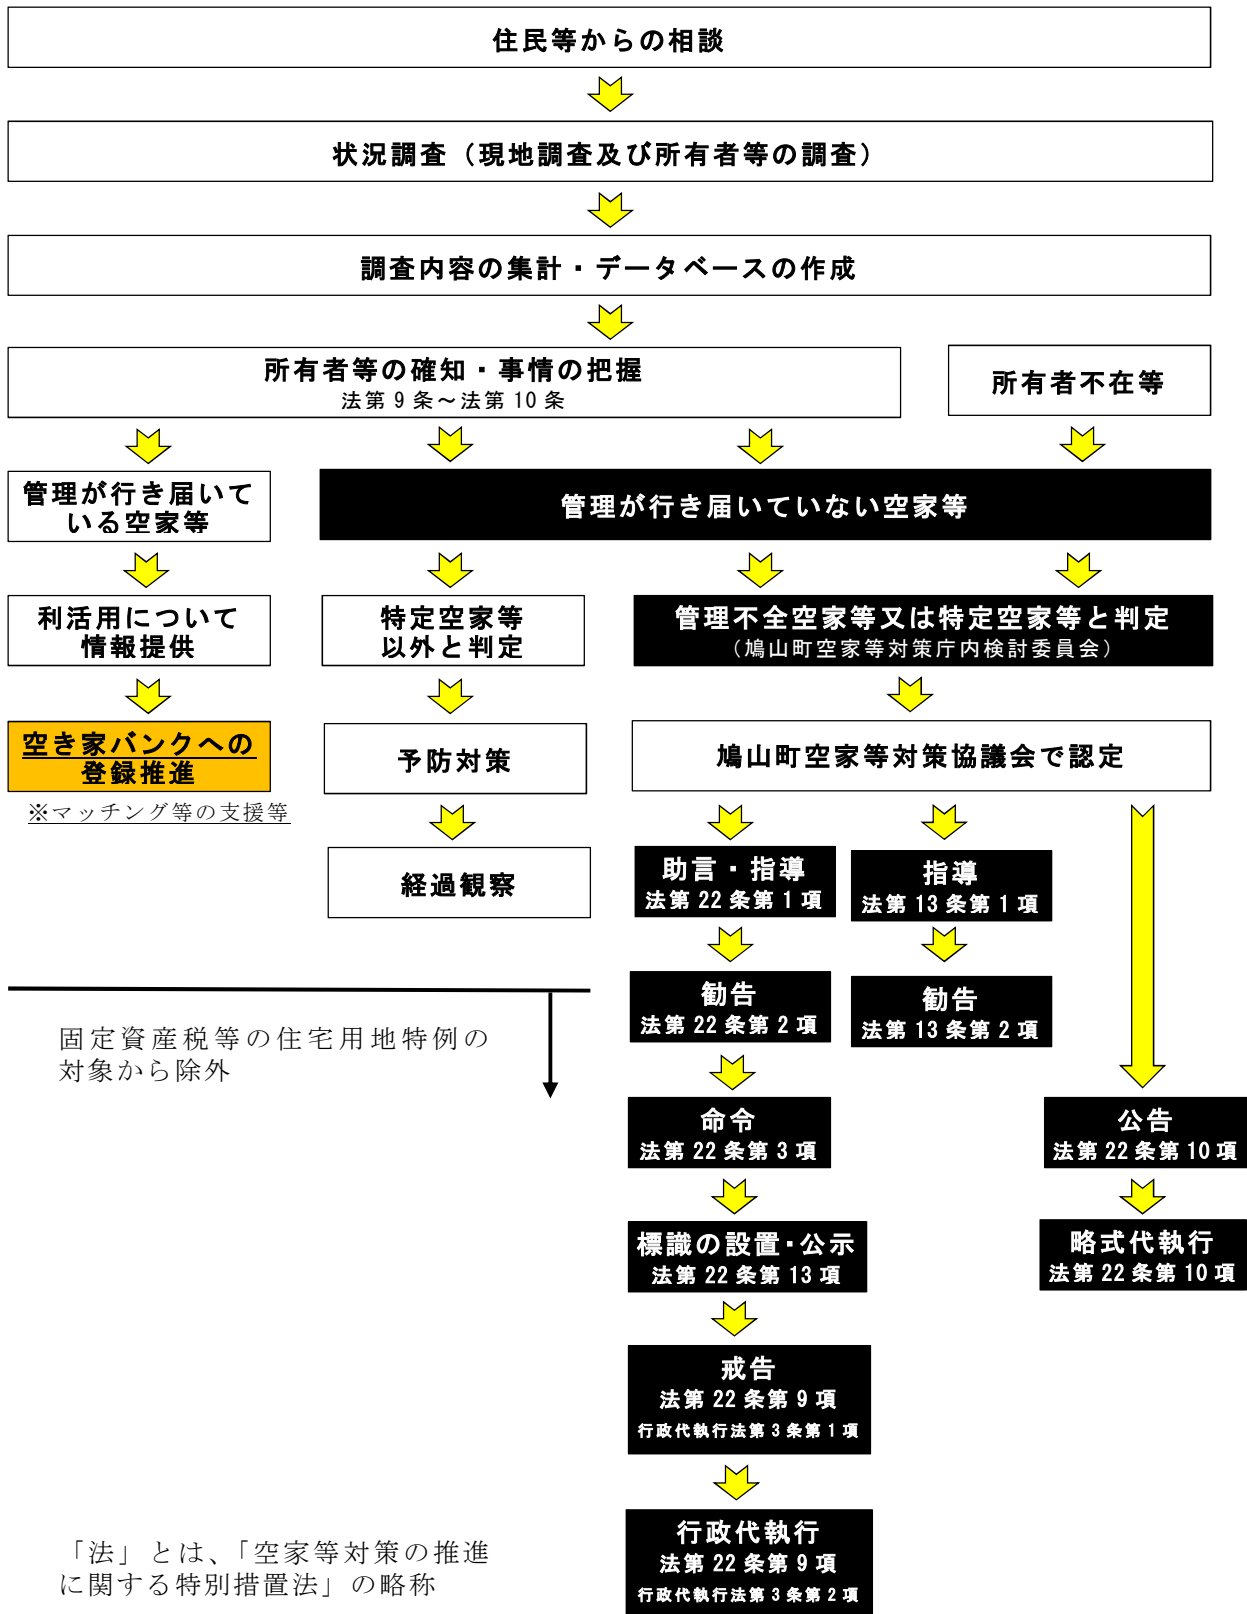 住民等からの相談
状況調査（現地調査及び所有者等の調査）
調査内容の集計・データベースの作成
所有者等の確知・事情の把握
法第9条～法第10条
所有者不在等
管理が行き届いて
いる空家等
管理が行き届いていない空家等
利活用について
情報提供
特定空家等
以外と判定
管理不全空家等又は特定空家等と判定
（鳩山町空家等対策庁内検討委員会）
空き家バンクへの
登録推進
※マッチング等の支援等
予防対策
鳩山町空家等対策協議会で認定
経過観察
助言・指導
法第22条第1項
指導
法第13条第1項
勧告
法第22条第2項
勧告
法第13条第2項
固定資産税等の住宅用地特例の
対象から除外
命令
法第22条第3項
公告
法第22条第10項
標識の設置・公示
法第22条第13項
略式代執行
法第22条第10項
戒告
法第22条第9項
行政代執行法第3条第1項
行政代執行
法第22条第9項
行政代執行法第3条第2項
「法」とは、「空家等対策の推進
に関する特別措置法」の略称